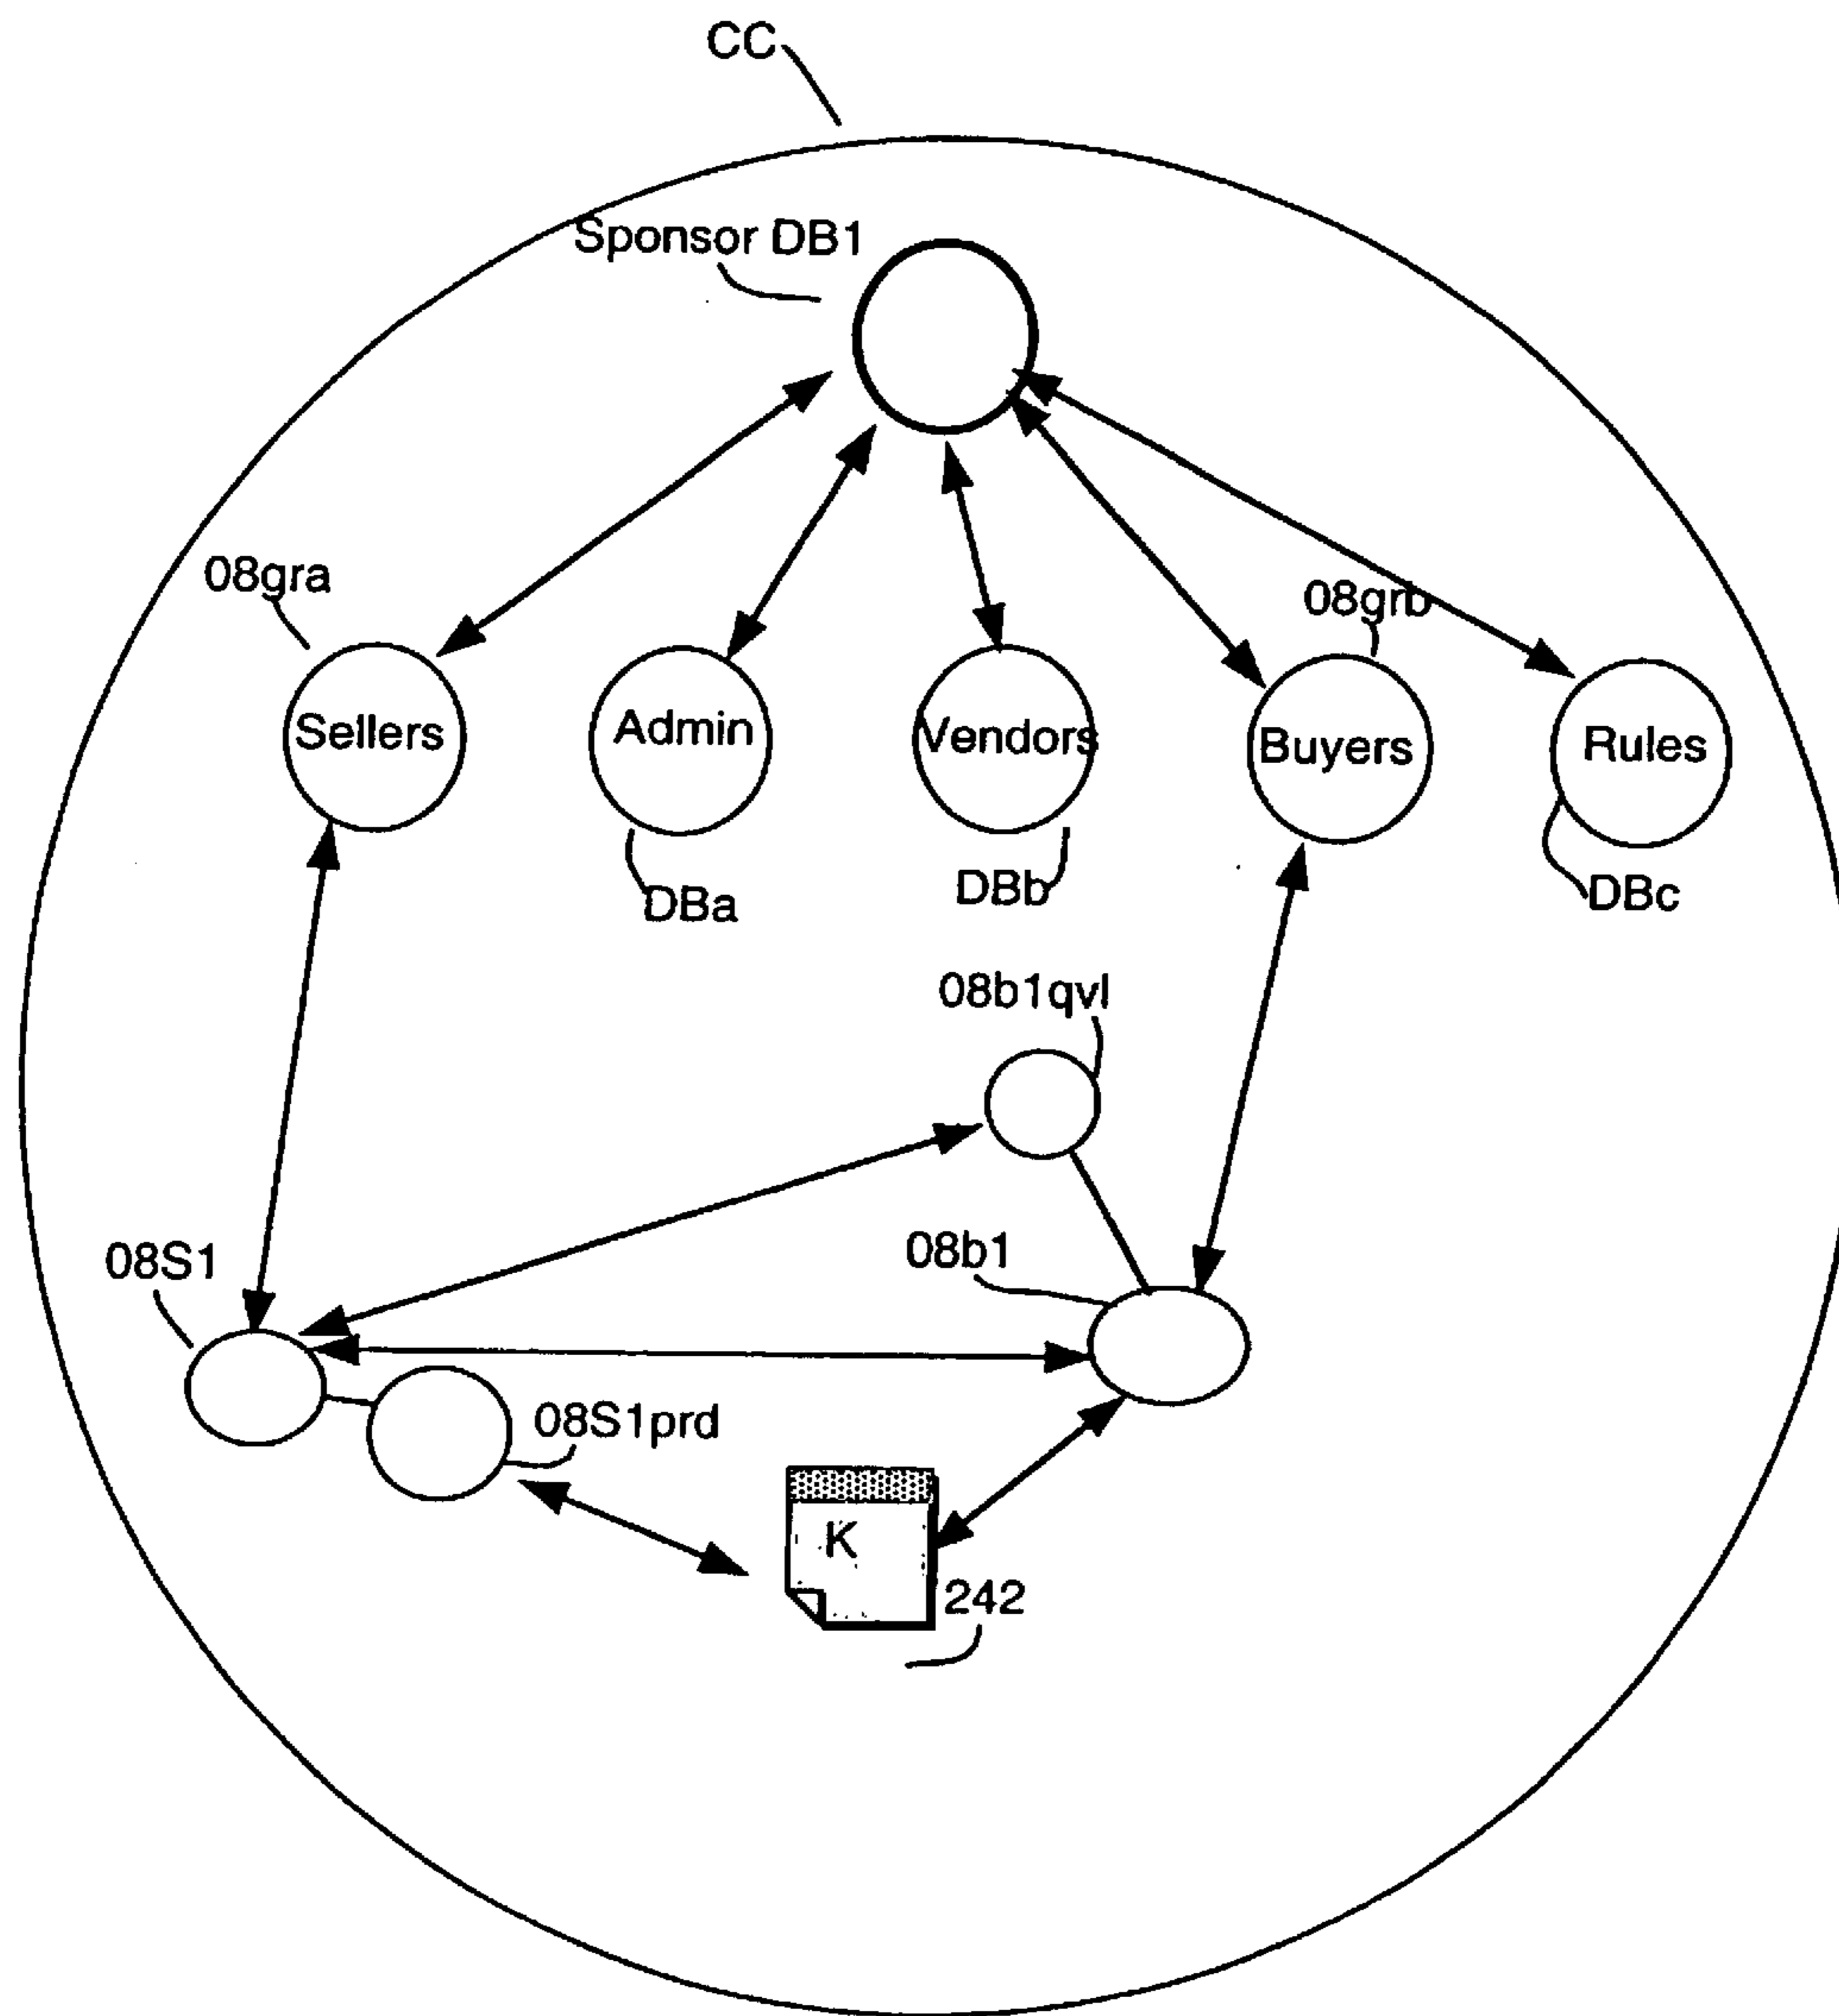 CC
Sponsor DB1
08gra
08grb
Sellers
Admin
Vendors
Buyers
Rules
DBa
DBb
DBc
08b1qvl
08S1
08b1
08S1prd
K
242